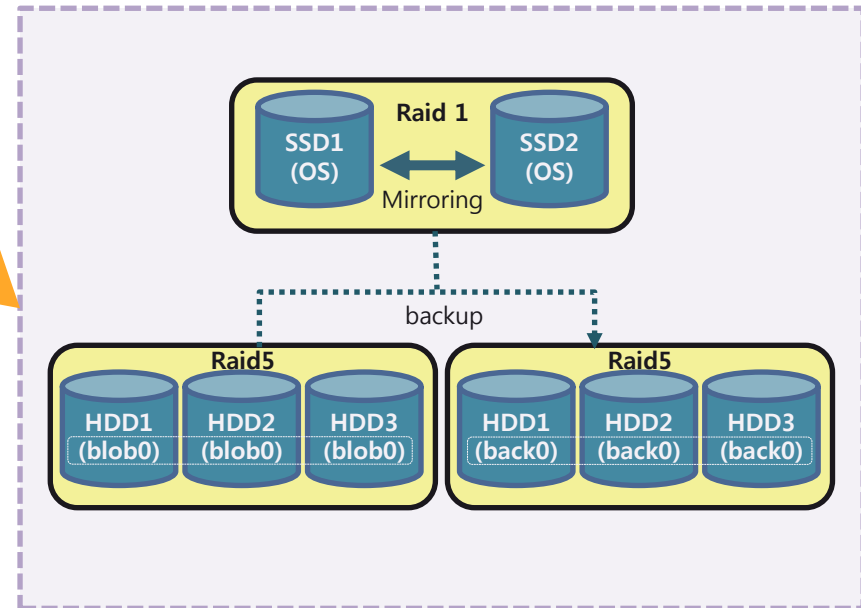 Raid 1
SSD1
(OS)
SSD2
(OS)
Mirroring
backup
Raid5
HDD1
(blob0)
HDD2
(blob0)
HDD3
(blob0)
Raid5
HDD1
(back0)
HDD2
(back0)
HDD3
(back0)